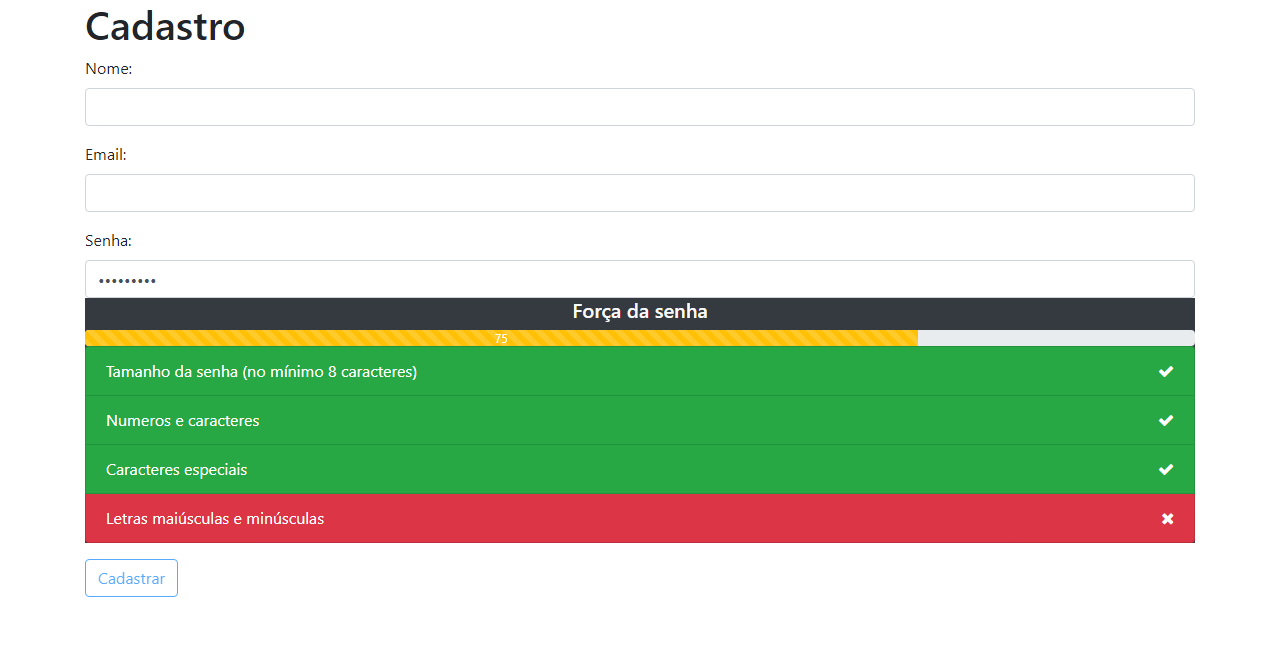 Cadastro
Nome:
Email:
Senha:
•••••••••
Força da senha
75
Tamanho da senha (no mínimo 8 caracteres)
Numeros e caracteres
Caracteres especiais
Letras maiúsculas e minúsculas
Cadastrar